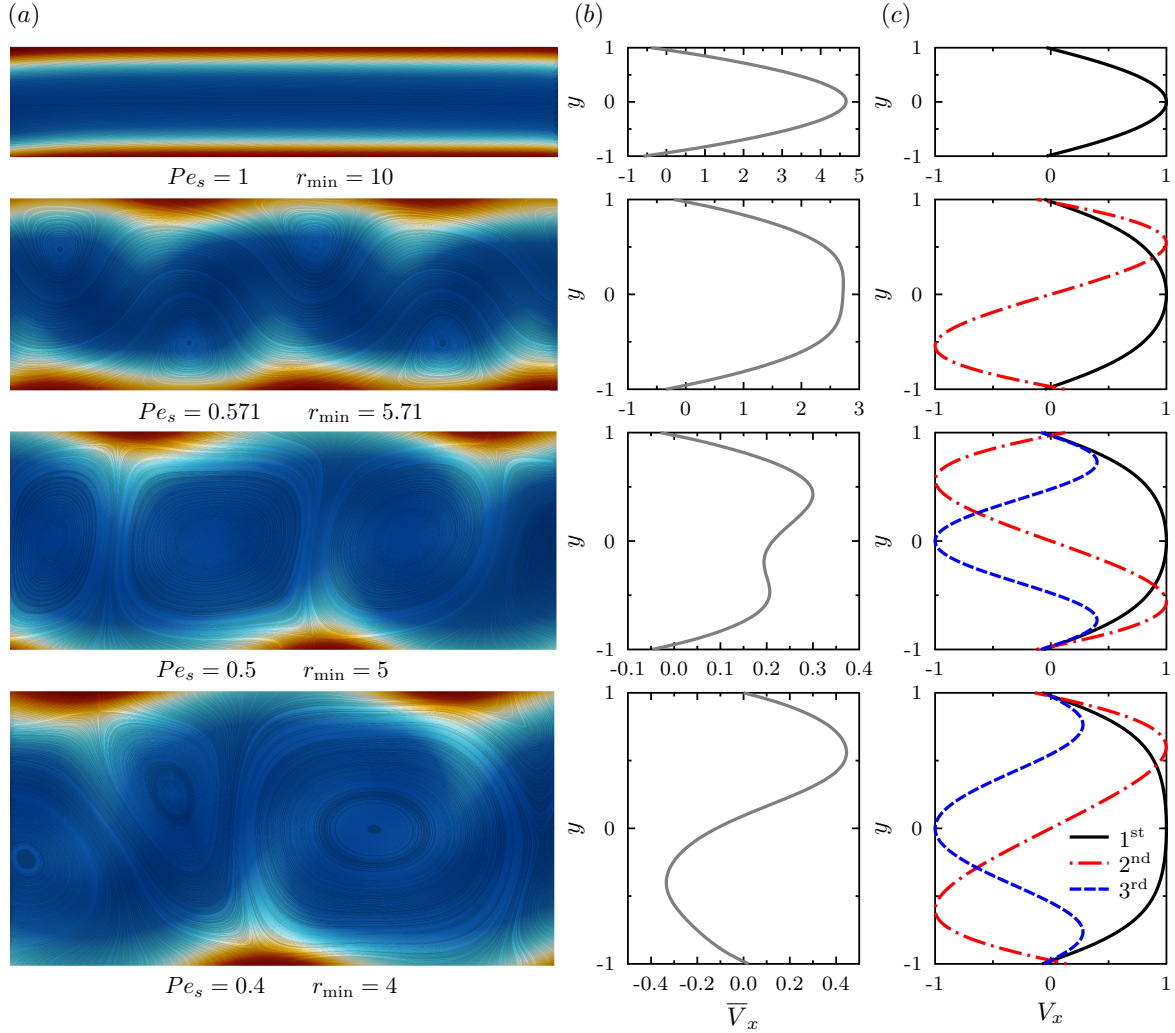 (a) (b) (c)
1
0
-1
y
-1 0 1 2 3 4 5
1
0
-1
y
-1 0 1
Pe_s = 1 r_min = 10
1
0
-1
y
-1 0 1 2 3
1
0
-1
y
-1 0 1
Pe_s = 0.571 r_min = 5.71
1
0
-1
y
-0.1 0.0 0.1 0.2 0.3 0.4
1
0
-1
y
-1 0 1
Pe_s = 0.5 r_min = 5
1
0
-1
y
-0.4 -0.2 0.0 0.2 0.4
V̅_x
1
0
-1
y
1st
2nd
3rd
-1 0 1
V_x
Pe_s = 0.4 r_min = 4